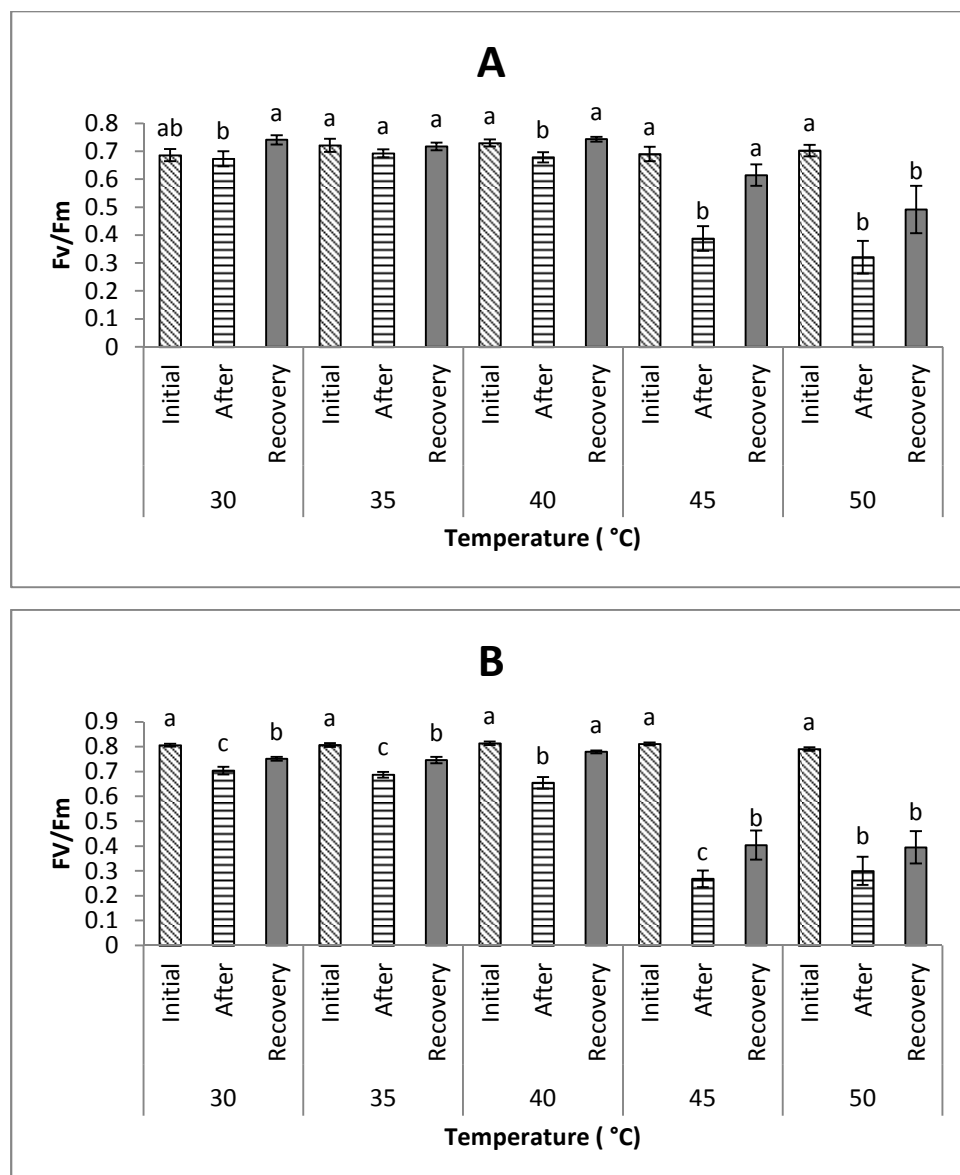 A
ab b a a a a a b a a b a a b b
Fv/Fm
0.8
0.7
0.6
0.5
0.4
0.3
0.2
0.1
0
Initial After Recovery Initial After Recovery Initial After Recovery Initial After Recovery Initial After Recovery
30 35 40 45 50
Temperature ( °C)
B
a c b a c b a b a a c b a b b
FV/Fm
0.9
0.8
0.7
0.6
0.5
0.4
0.3
0.2
0.1
0
Initial After Recovery Initial After Recovery Initial After Recovery Initial After Recovery Initial After Recovery
30 35 40 45 50
Temperature ( °C)